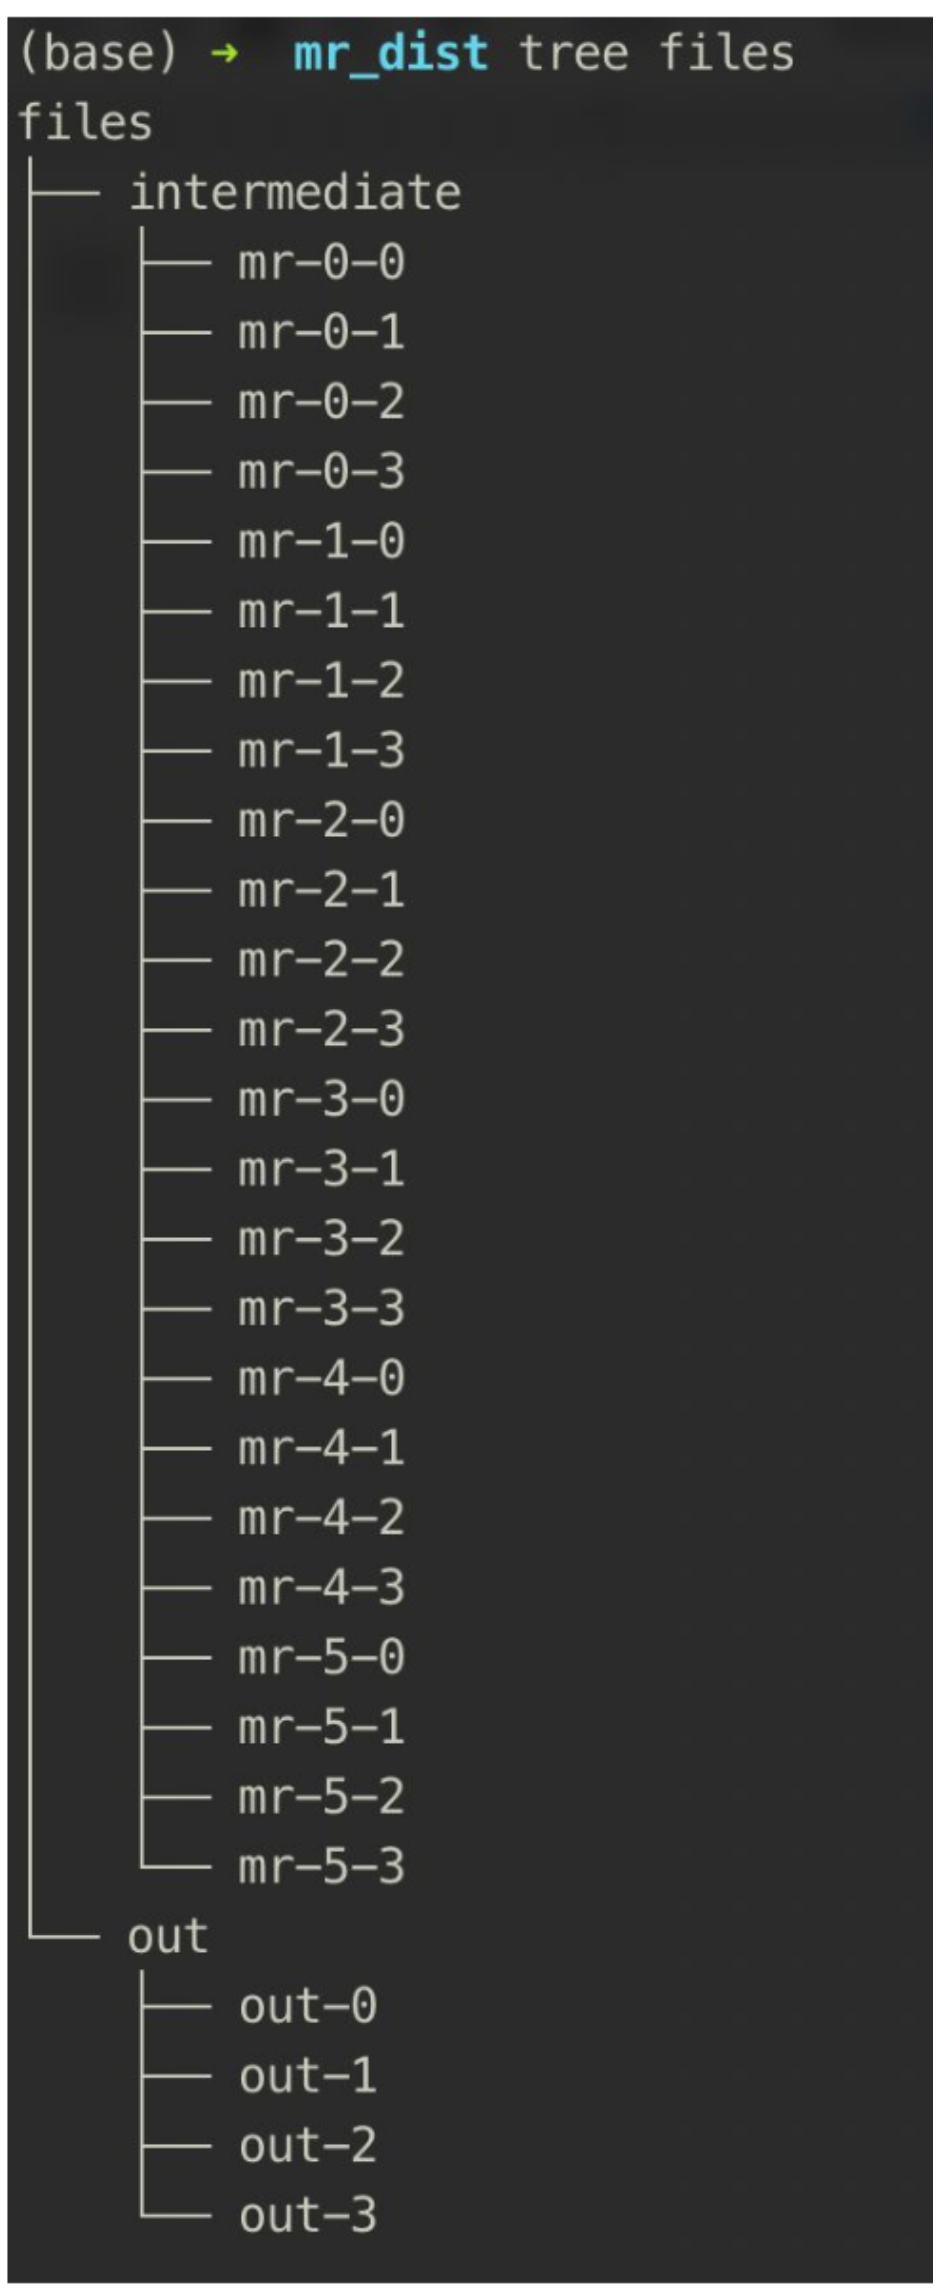 (base) ➜ mr_dist tree files
files
├── intermediate
│   ├── mr-0-0
│   ├── mr-0-1
│   ├── mr-0-2
│   ├── mr-0-3
│   ├── mr-1-0
│   ├── mr-1-1
│   ├── mr-1-2
│   ├── mr-1-3
│   ├── mr-2-0
│   ├── mr-2-1
│   ├── mr-2-2
│   ├── mr-2-3
│   ├── mr-3-0
│   ├── mr-3-1
│   ├── mr-3-2
│   ├── mr-3-3
│   ├── mr-4-0
│   ├── mr-4-1
│   ├── mr-4-2
│   ├── mr-4-3
│   ├── mr-5-0
│   ├── mr-5-1
│   ├── mr-5-2
│   └── mr-5-3
└── out
    ├── out-0
    ├── out-1
    ├── out-2
    └── out-3